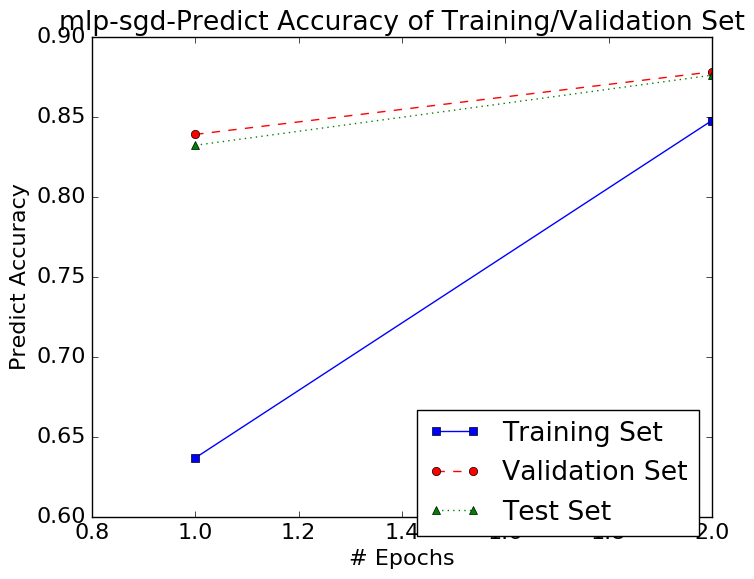 mlp-sgd-Predict Accuracy of Training/Validation Set
0.90
0.85
0.80
0.75
0.70
0.65
0.60
Predict Accuracy
0.8 1.0 1.2 1.4 2.0
# Epochs
Training Set
Validation Set
Test Set